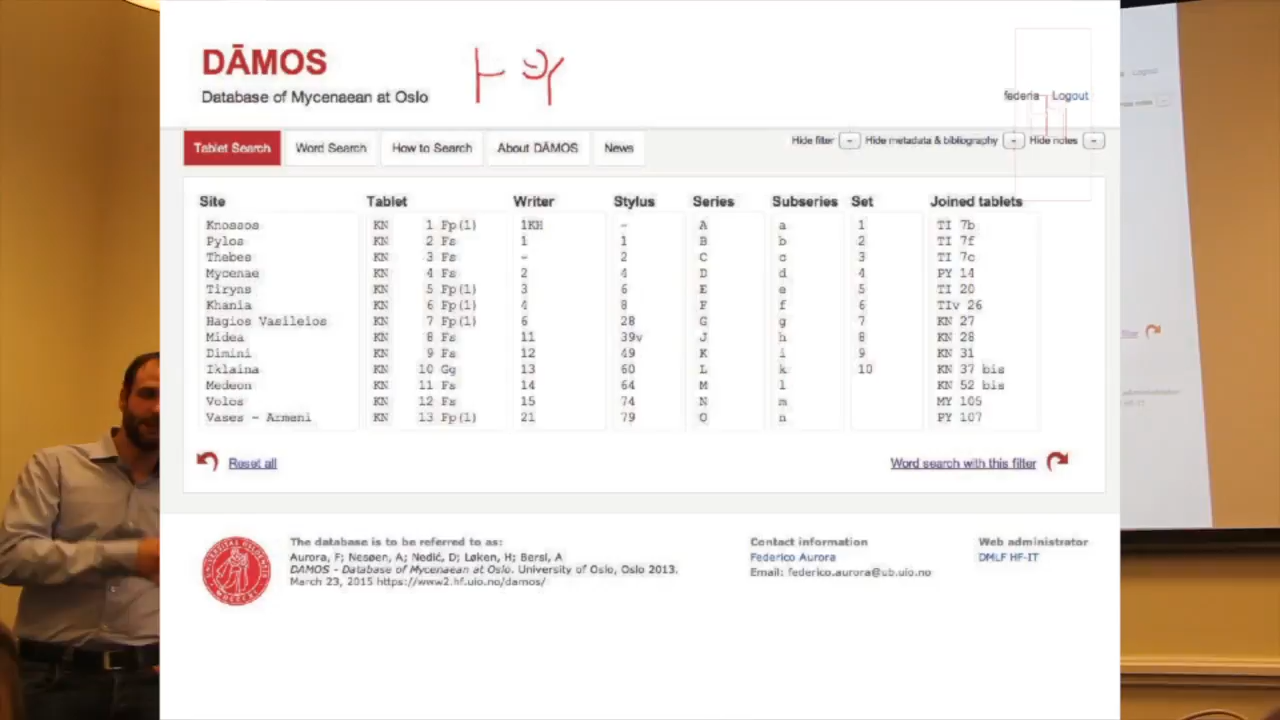 DĀMOS
Database of Mycenaean at Oslo
federia Logout
Tablet Search Word Search How to Search About DĀMOS News
Hide filter - Hide metadata & bibliography - Hide notes -
Site Tablet Writer Stylus Series Subseries Set Joined tablets
Knossos KN 1 Fp(1) 1KH - A a 1 TI 7b
Pylos KN 2 Fs 1 1 B b 2 TI 7f
Thebes KN 3 Fs - 2 C c 3 TI 7c
Mycenae KN 4 Fs 2 4 D d 4 PY 14
Tiryns KN 5 Fp(1) 3 6 E e 5 TI 20
Khania KN 6 Fp(1) 4 8 F f 6 TIv 26
Hagios Vasileios KN 7 Fp(1) 6 28 G g 7 KN 27
Midea KN 8 Fs 11 39v J h 8 KN 28
Dimini KN 9 Fs 12 49 K i 9 KN 31
Iklaina KN 10 Gg 13 60 L k 10 KN 37 bis
Medeon KN 11 Fs 14 64 M l KN 52 bis
Volos KN 12 Fs 15 74 N m MY 105
Vases - Armeni KN 13 Fp(1) 21 79 O n PY 107
Reset all
Word search with this filter
The database is to be referred to as:
Aurora, F; Nesøen, A; Nedić, D; Løken, H; Bersi, A
DAMOS - Database of Mycenaean at Oslo. University of Oslo, Oslo 2013.
March 23, 2015 https://www2.hf.uio.no/damos/
Contact information
Federico Aurora
Email: federico.aurora@ub.uio.no
Web administrator
DMLF HF-IT
Logout